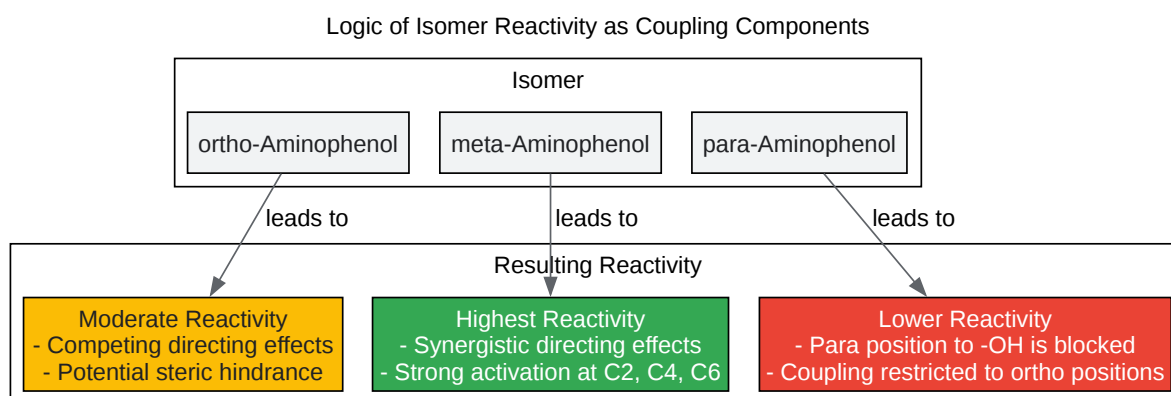 Logic of Isomer Reactivity as Coupling Components
Isomer
ortho-Aminophenol
meta-Aminophenol
para-Aminophenol
leads to
leads to
leads to
Resulting Reactivity
Moderate Reactivity
- Competing directing effects
- Potential steric hindrance
Highest Reactivity
- Synergistic directing effects
- Strong activation at C2, C4, C6
Lower Reactivity
- Para position to -OH is blocked
- Coupling restricted to ortho positions